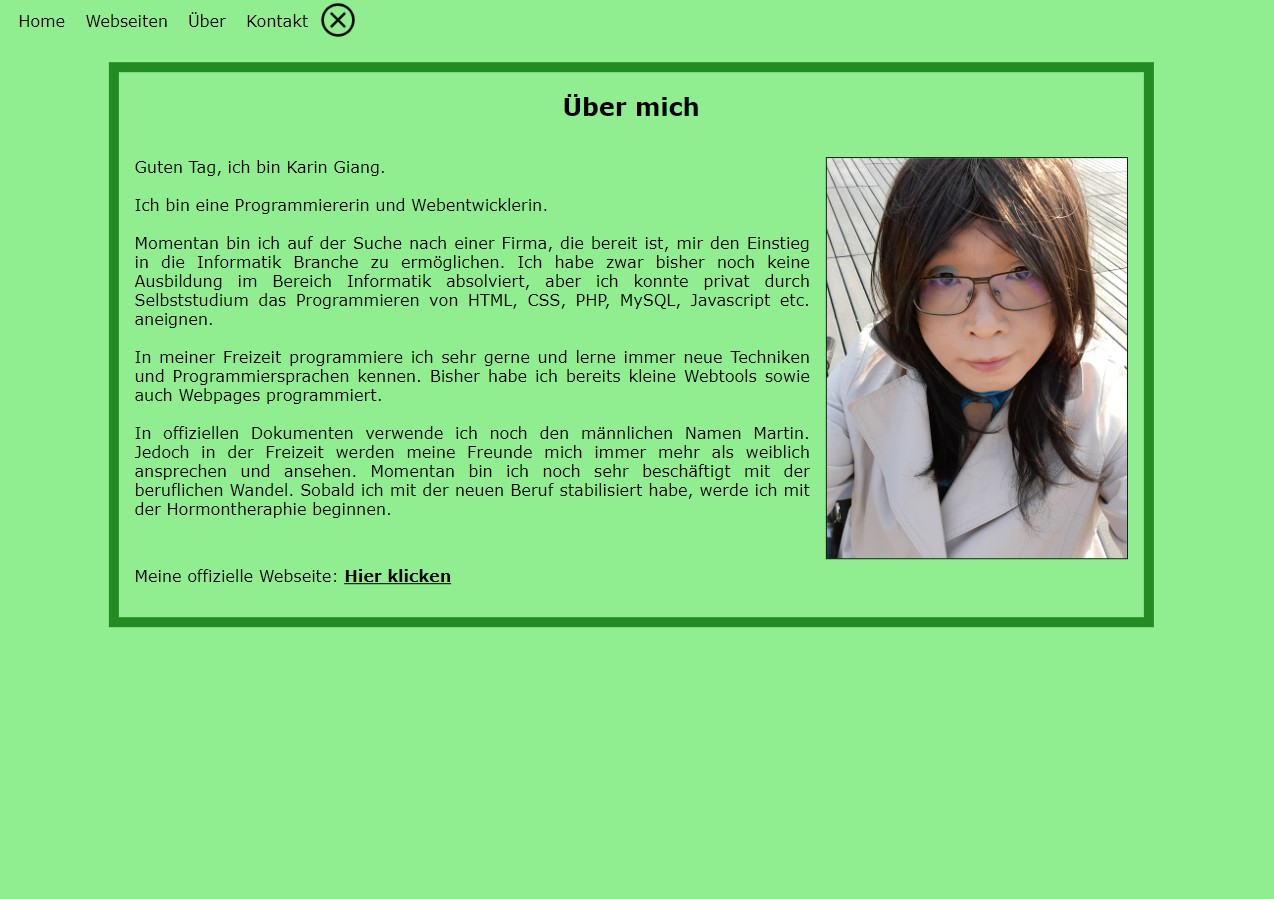 Home Webseiten Über Kontakt
Über mich
Guten Tag, ich bin Karin Giang.
Ich bin eine Programmiererin und Webentwicklerin.
Momentan bin ich auf der Suche nach einer Firma, die bereit ist, mir den Einstieg
in die Informatik Branche zu ermöglichen. Ich habe zwar bisher noch keine
Ausbildung im Bereich Informatik absolviert, aber ich konnte privat durch
Selbststudium das Programmieren von HTML, CSS, PHP, MySQL, Javascript etc.
aneignen.
In meiner Freizeit programmiere ich sehr gerne und lerne immer neue Techniken
und Programmiersprachen kennen. Bisher habe ich bereits kleine Webtools sowie
auch Webpages programmiert.
In offiziellen Dokumenten verwende ich noch den männlichen Namen Martin.
Jedoch in der Freizeit werden meine Freunde mich immer mehr als weiblich
ansprechen und ansehen. Momentan bin ich noch sehr beschäftigt mit der
beruflichen Wandel. Sobald ich mit der neuen Beruf stabilisiert habe, werde ich mit
der Hormontheraphie beginnen.
Meine offizielle Webseite: Hier klicken